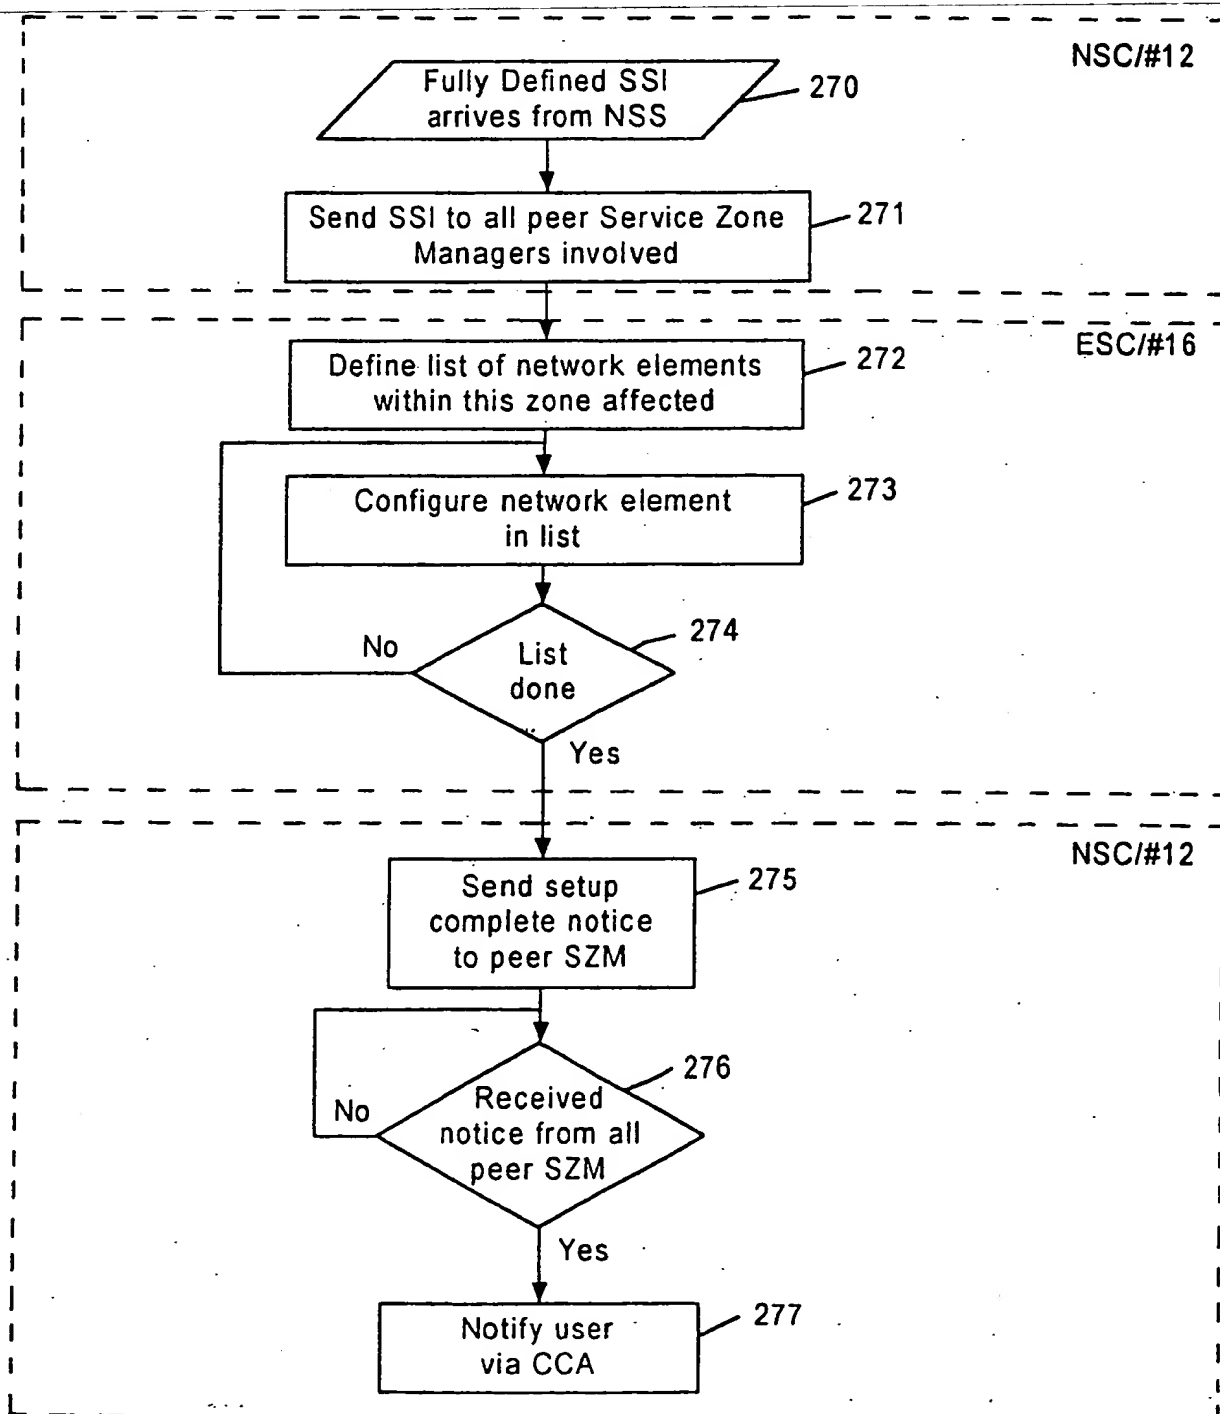 NSC/#12
Fully Defined SSI
arrives from NSS
270
Send SSI to all peer Service Zone
Managers involved
271
ESC/#16
Define list of network elements
within this zone affected
272
Configure network element
in list
273
List
done
274
No
Yes
NSC/#12
Send setup
complete notice
to peer SZM
275
Received
notice from all
peer SZM
276
No
Yes
Notify user
via CCA
277